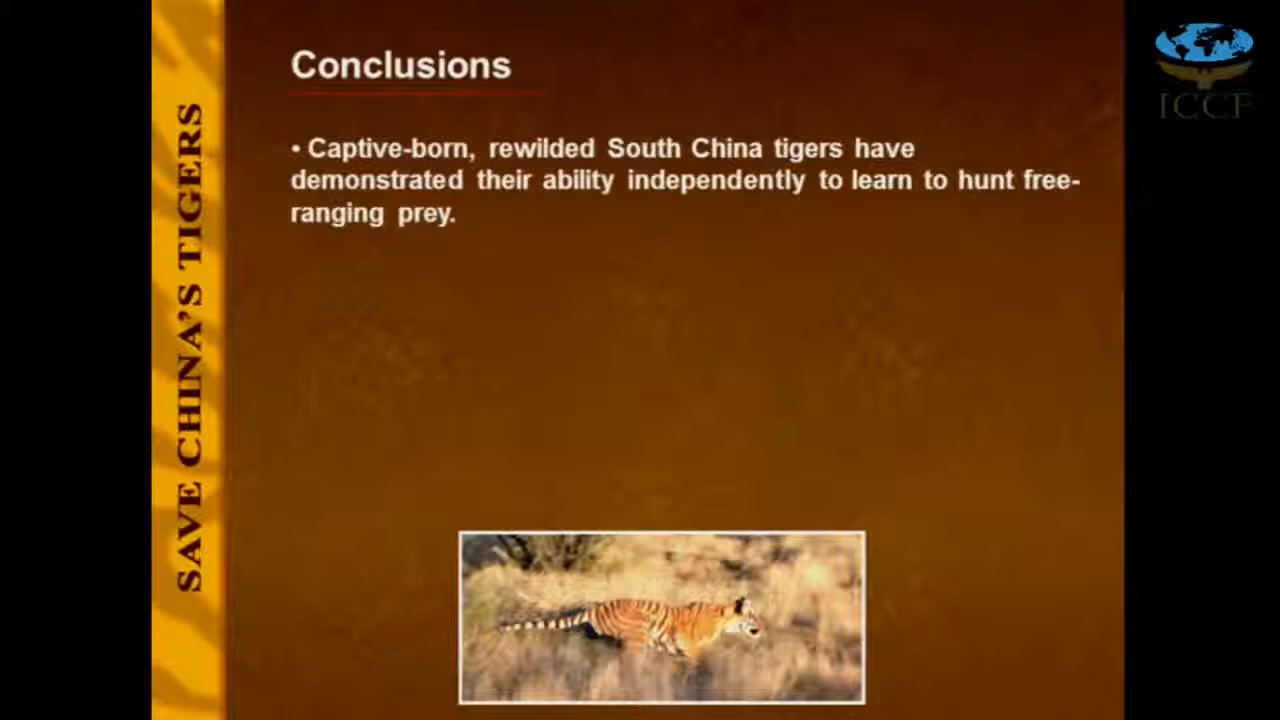 Conclusions
• Captive-born, rewilded South China tigers have
demonstrated their ability independently to learn to hunt free-
ranging prey.
SAVE CHINA'S TIGERS
ICCF